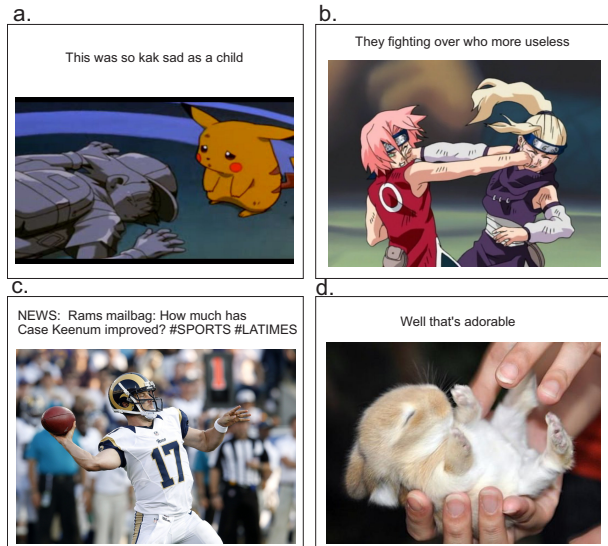 a.
This was so kak sad as a child
b.
They fighting over who more useless
c.
NEWS:  Rams mailbag: How much has
Case Keenum improved? #SPORTS #LATIMES
17
d.
Well that's adorable